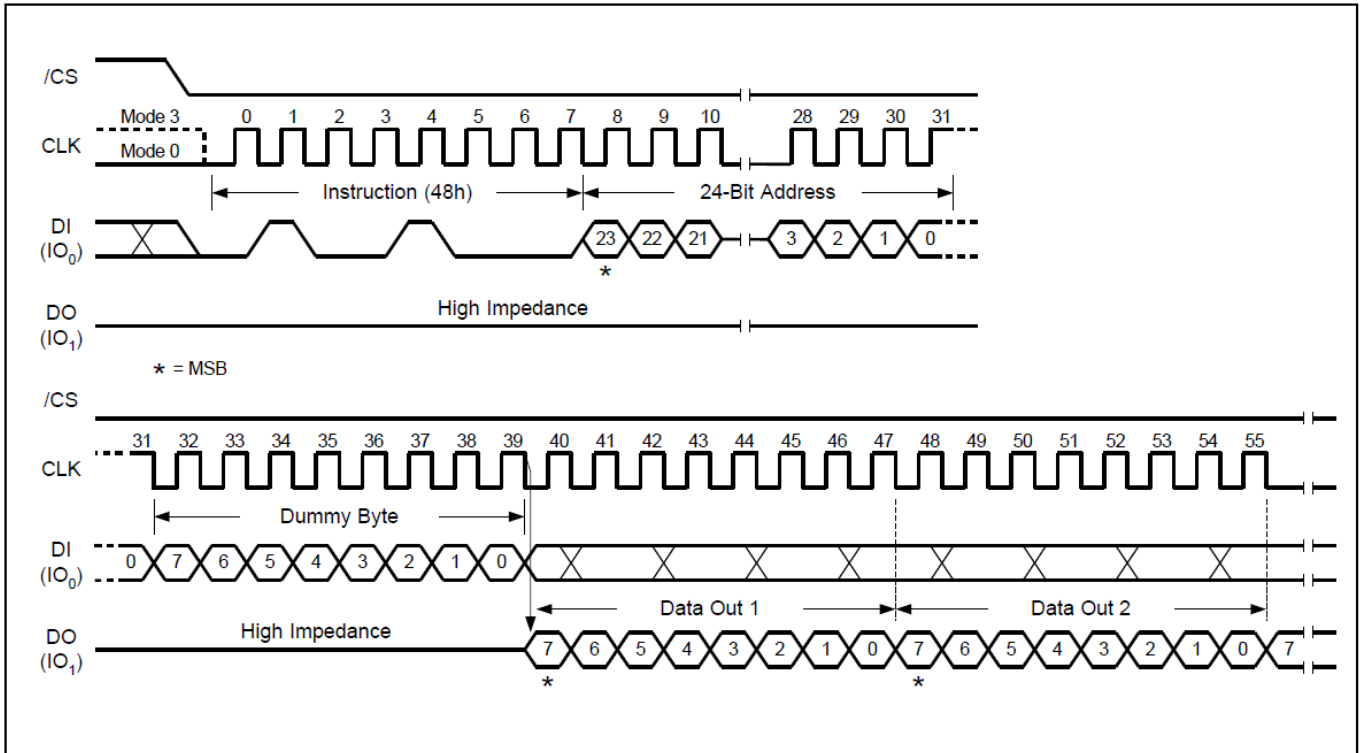 /CS
Mode 3 0 1 2 3 4 5 6 7 8 9 10 28 29 30 31
CLK
Mode 0
Instruction (48h) 24-Bit Address
DI
(IO0) 23 22 21 3 2 1 0
*
DO High Impedance
(IO1)
* = MSB
/CS
31 32 33 34 35 36 37 38 39 40 41 42 43 44 45 46 47 48 49 50 51 52 53 54 55
CLK
Dummy Byte
DI
(IO0) 0 7 6 5 4 3 2 1 0
Data Out 1 Data Out 2
DO High Impedance
(IO1) 7 6 5 4 3 2 1 0 7 6 5 4 3 2 1 0 7
* *